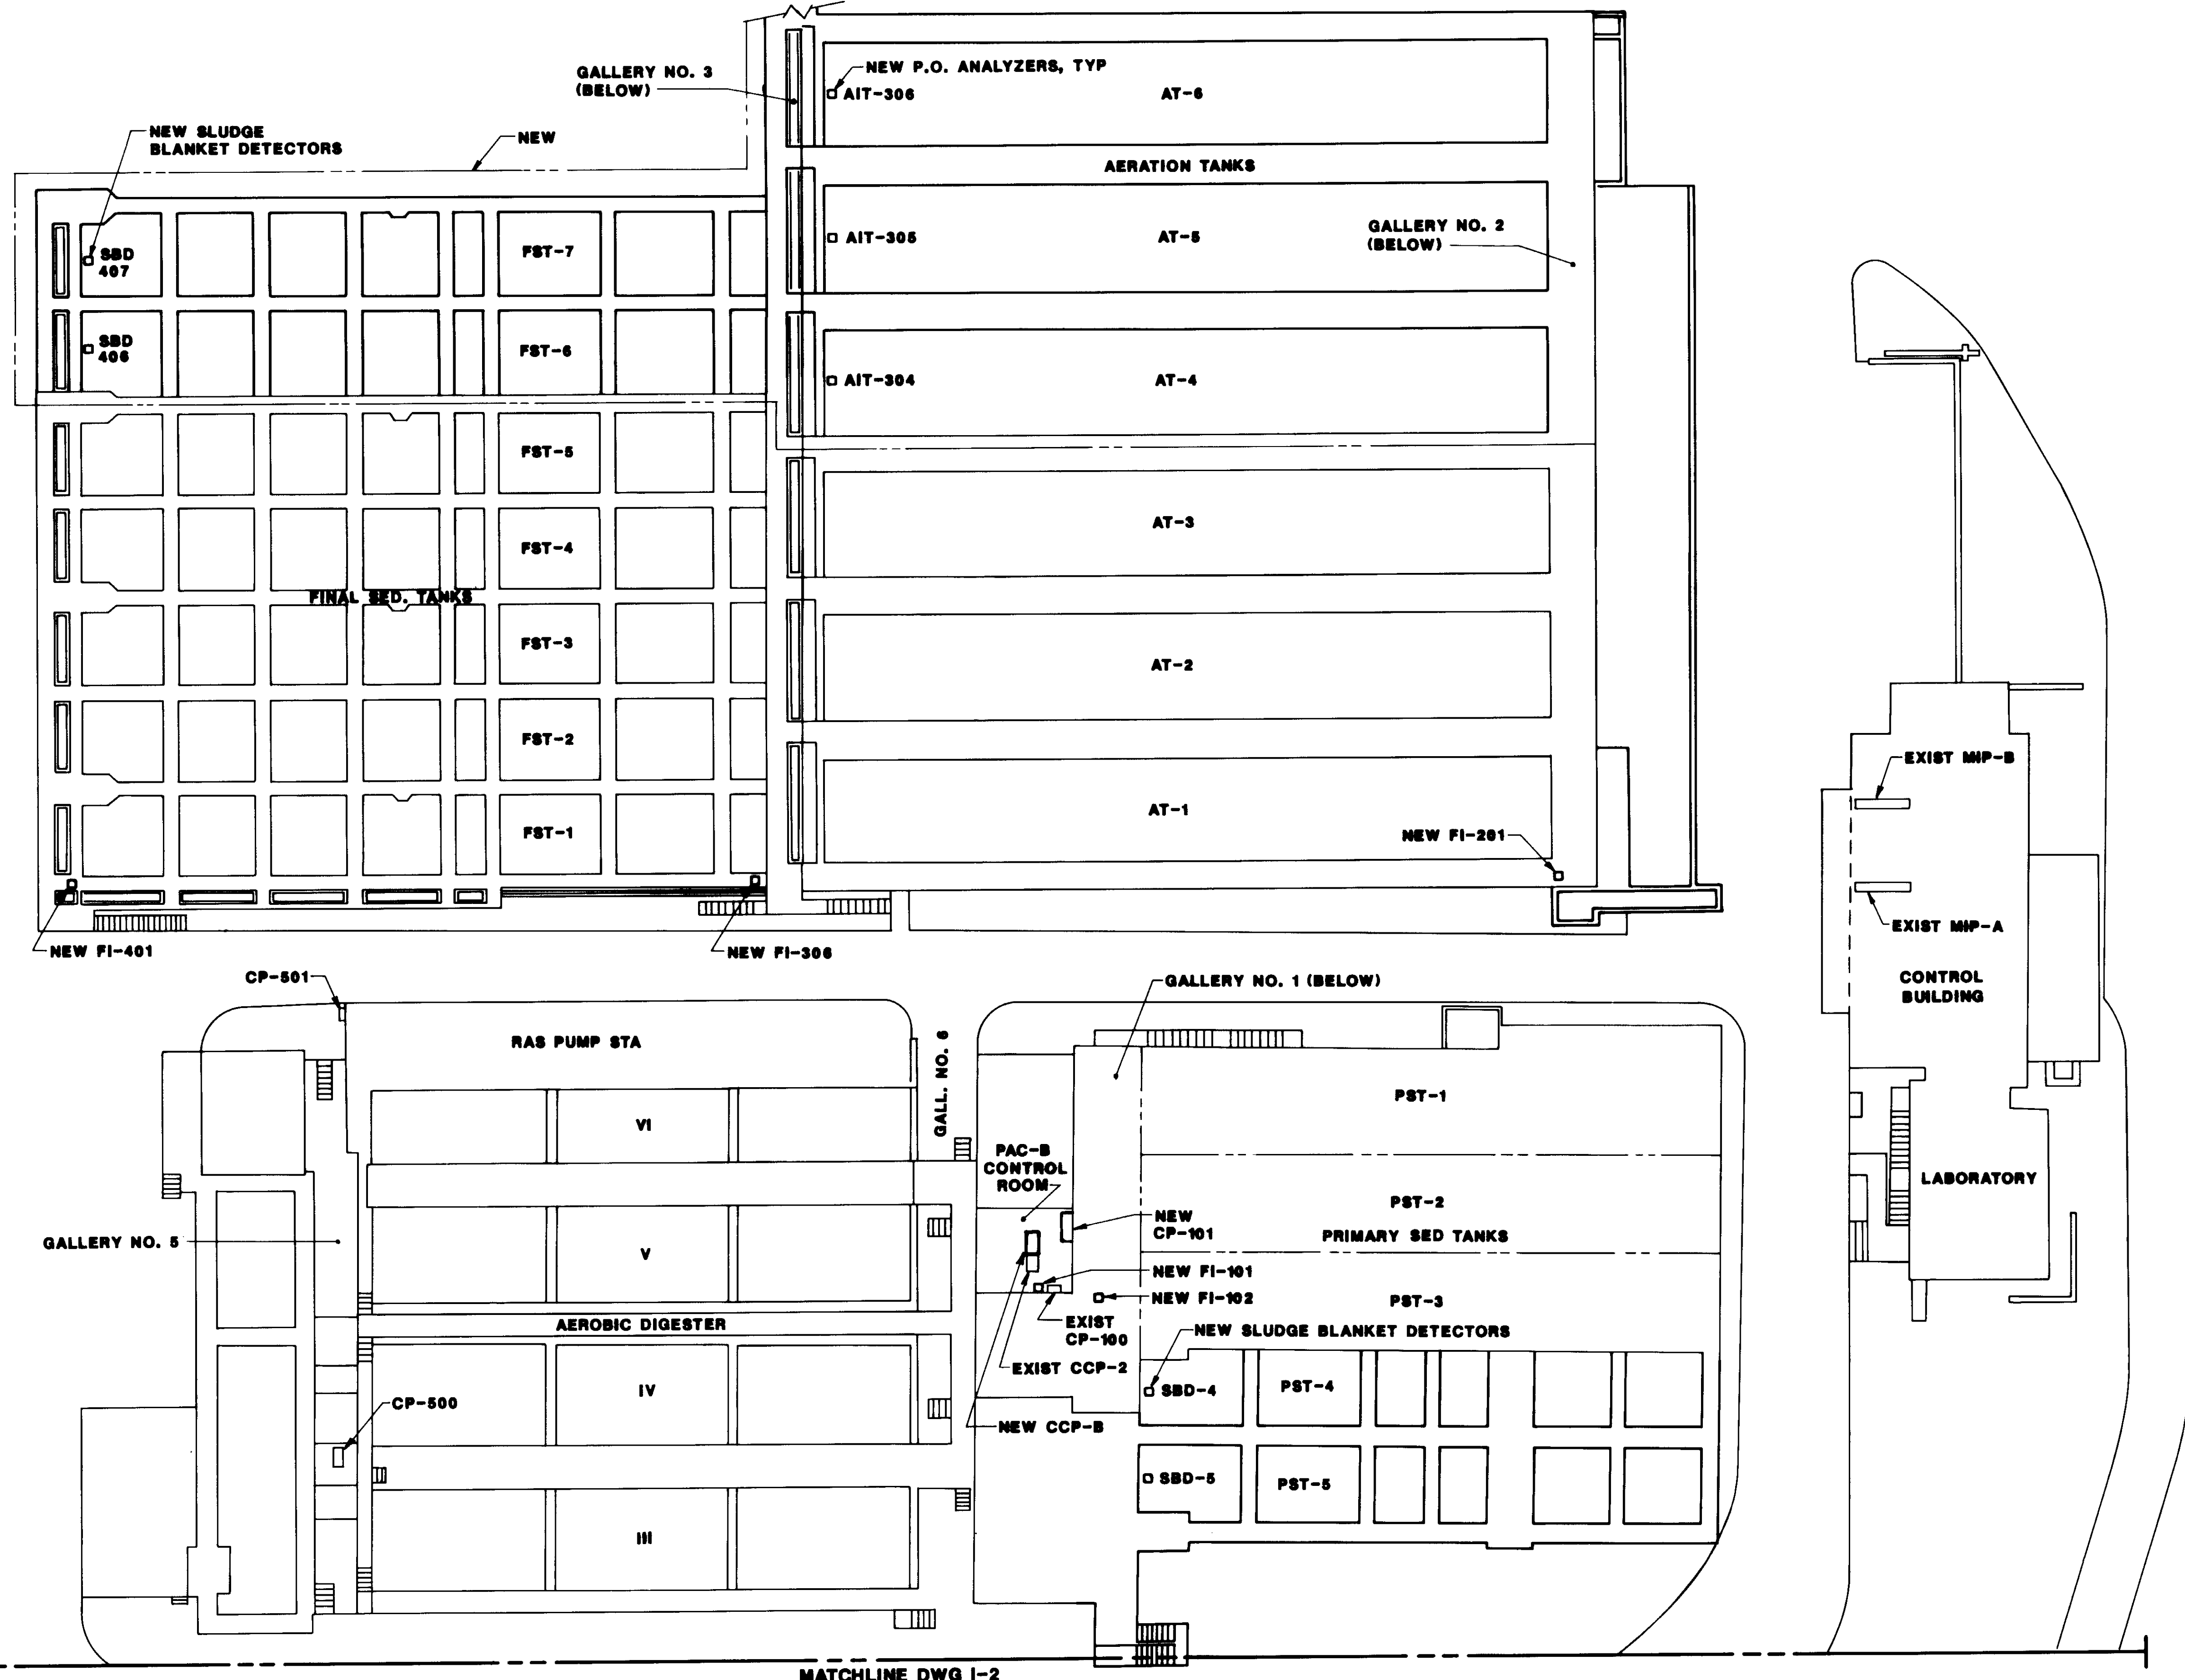 GALLERY NO. 3
(BELOW)
NEW P.O. ANALYZERS, TYP
AIT-306
AT-6
NEW SLUDGE
BLANKET DETECTORS
NEW
AERATION TANKS
SBD
407
FST-7
AIT-305
AT-5
GALLERY NO. 2
(BELOW)
SBD
406
FST-6
AIT-304
AT-4
FST-5
FST-4
AT-3
FINAL SED. TANKS
FST-3
AT-2
FST-2
EXIST MIP-B
FST-1
AT-1
NEW FI-201
EXIST MIP-A
NEW FI-401
NEW FI-306
CONTROL
BUILDING
CP-501
GALLERY NO. 1 (BELOW)
RAS PUMP STA
GALL. NO. 6
PST-1
VI
PAC-B
CONTROL
ROOM
LABORATORY
PST-2
NEW
CP-101
PRIMARY SED TANKS
GALLERY NO. 5
V
NEW FI-101
NEW FI-102
PST-3
AEROBIC DIGESTER
EXIST
CP-100
NEW SLUDGE BLANKET DETECTORS
EXIST CCP-2
IV
SBD-4
PST-4
CP-500
NEW CCP-B
SBD-5
PST-5
III
MATCHLINE DWG I-2